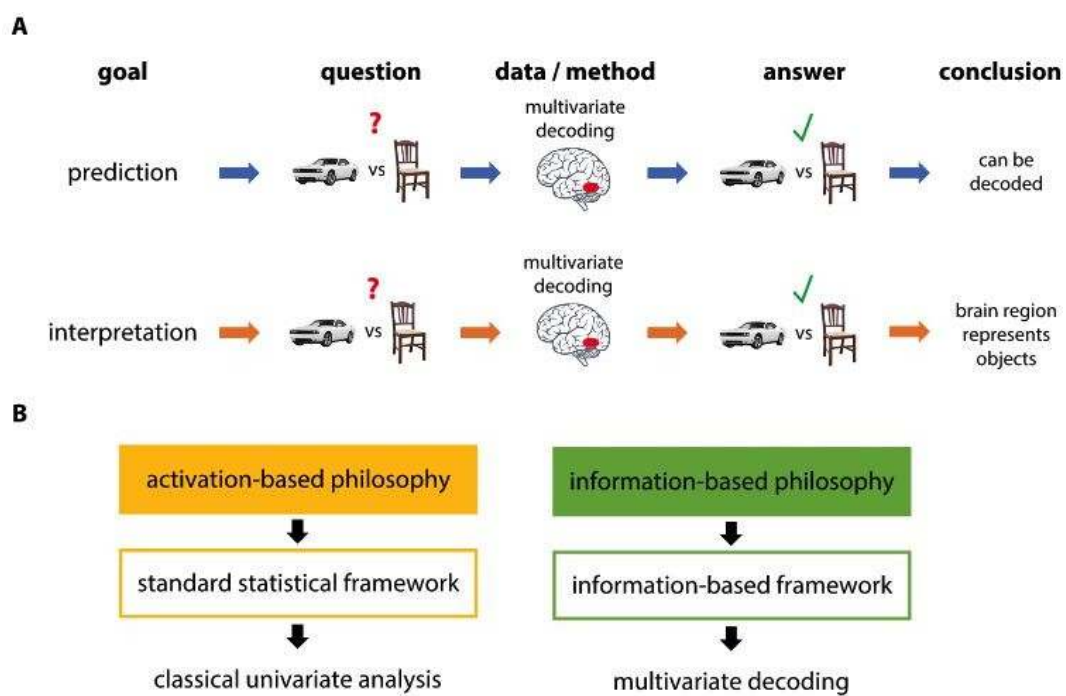 A
goal question data / method answer conclusion
prediction
?
vs
multivariate
decoding
vs
can be
decoded
interpretation
?
vs
multivariate
decoding
vs
brain region
represents
objects
B
activation-based philosophy
information-based philosophy
standard statistical framework
information-based framework
classical univariate analysis
multivariate decoding